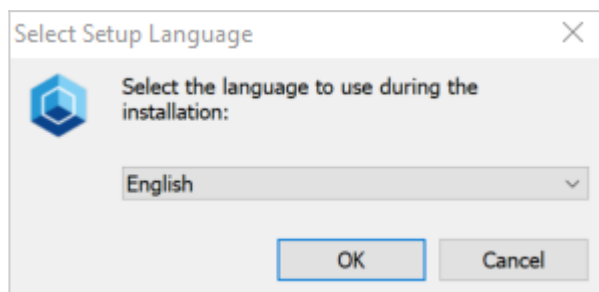 Select Setup Language
Select the language to use during the
installation:
English
OK
Cancel